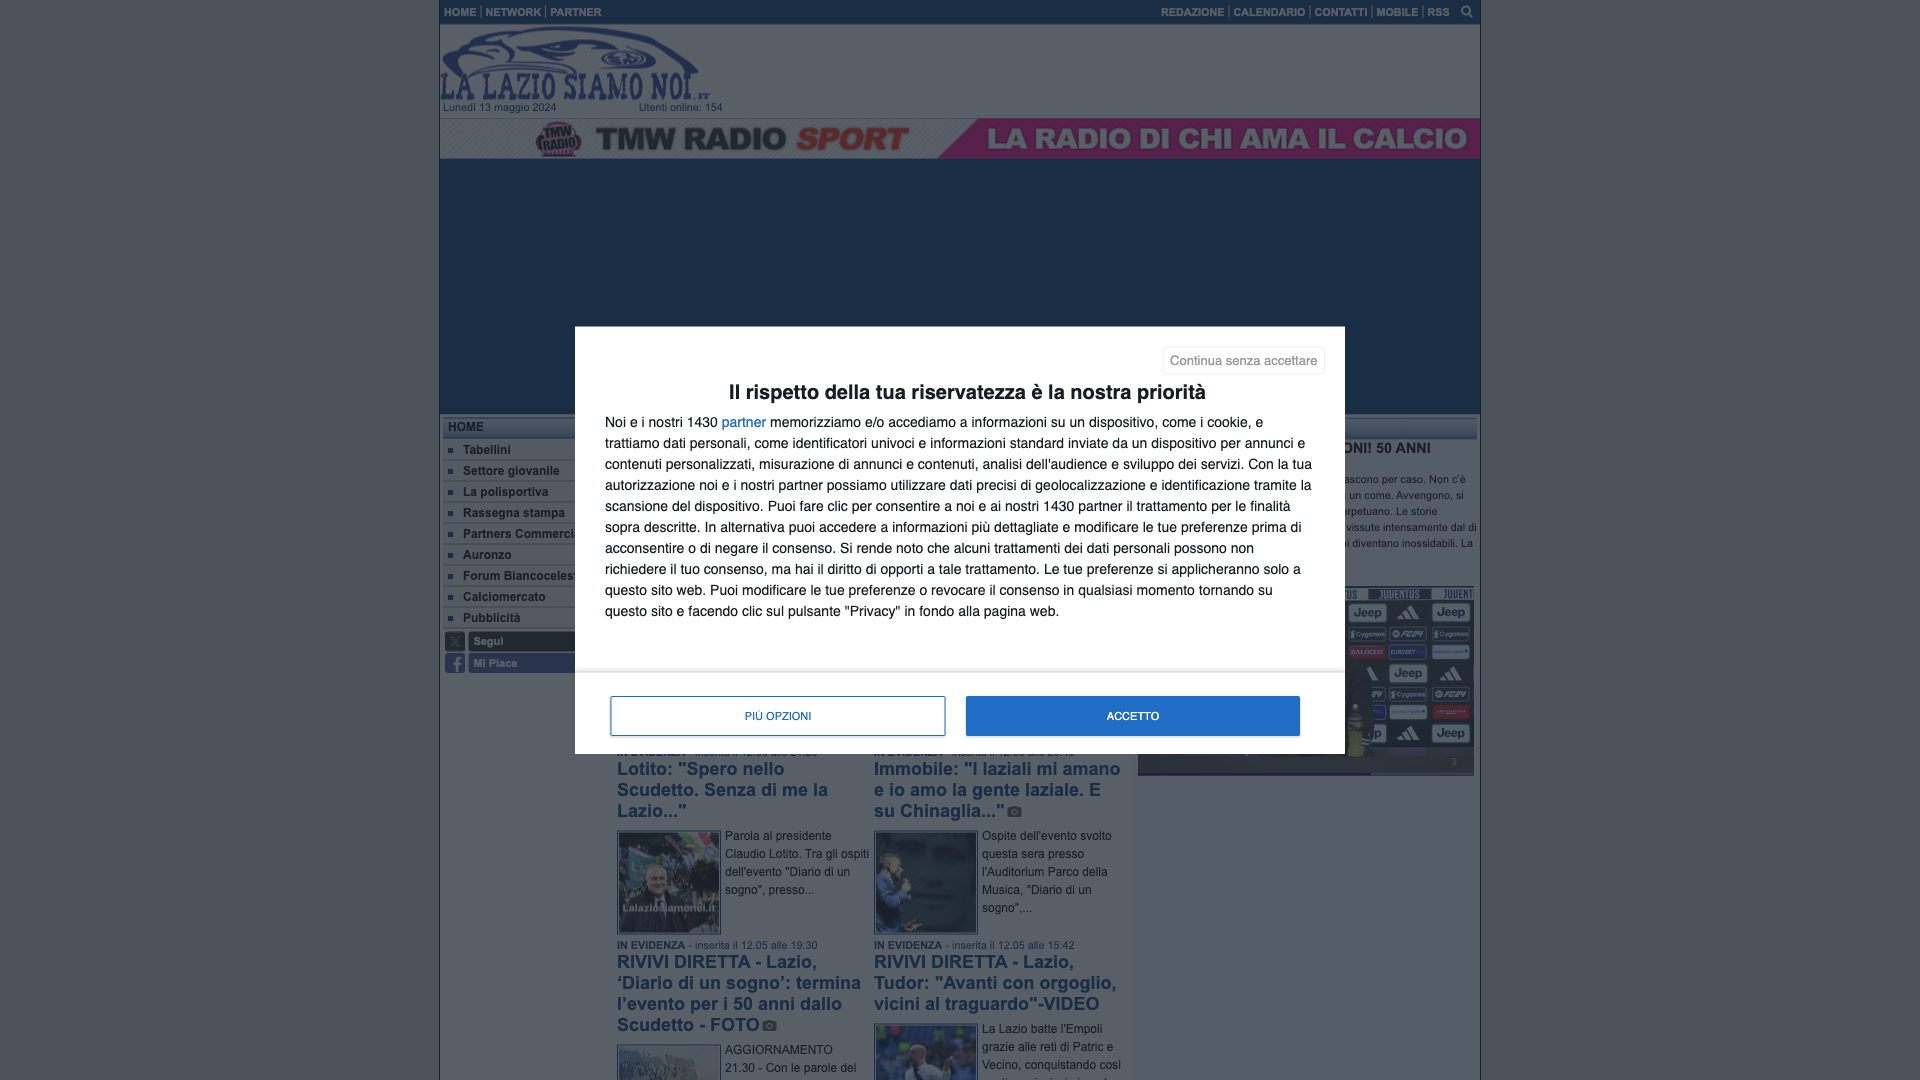 HOME | NETWORK | PARTNER
REDAZIONE | CALENDARIO | CONTATTI | MOBILE | RSS
LA LAZIO SIAMO NOI.IT
Lunedì 13 maggio 2024
Utenti online: 154
TMW RADIO
TMW RADIO SPORT
LA RADIO DI CHI AMA IL CALCIO
Continua senza accettare
Il rispetto della tua riservatezza è la nostra priorità
Noi e i nostri 1430 partner memorizziamo e/o accediamo a informazioni su un dispositivo, come i cookie, e
trattiamo dati personali, come identificatori univoci e informazioni standard inviate da un dispositivo per annunci e
contenuti personalizzati, misurazione di annunci e contenuti, analisi dell'audience e sviluppo dei servizi. Con la tua
autorizzazione noi e i nostri partner possiamo utilizzare dati precisi di geolocalizzazione e identificazione tramite la
scansione del dispositivo. Puoi fare clic per consentire a noi e ai nostri 1430 partner il trattamento per le finalità
sopra descritte. In alternativa puoi accedere a informazioni più dettagliate e modificare le tue preferenze prima di
acconsentire o di negare il consenso. Si rende noto che alcuni trattamenti dei dati personali possono non
richiedere il tuo consenso, ma hai il diritto di opporti a tale trattamento. Le tue preferenze si applicheranno solo a
questo sito web. Puoi modificare le tue preferenze o revocare il consenso in qualsiasi momento tornando su
questo sito e facendo clic sul pulsante "Privacy" in fondo alla pagina web.
PIÙ OPZIONI
ACCETTO
HOME
Tabellini
Settore giovanile
La polisportiva
Rassegna stampa
Partners Commerci
Auronzo
Forum Biancoceles
Calciomercato
Pubblicità
Segui
Mi Piace
ONI! 50 ANNI
ascono per caso. Non c'è
un come. Avvengono, si
erpetuano. Le storie
vissute intensamente dal di
diventano inossidabili. La
JUVENTUS
Jeep
Jeep
Cygames
FC24
Cygames
BALOCCO
Jeep
Cygames
FC24
Jeep
Lotito: "Spero nello
Scudetto. Senza di me la
Lazio..."
Parola al presidente
Claudio Lotito. Tra gli ospiti
dell'evento "Diario di un
sogno", presso...
Lalaziosiamonoi.it
IN EVIDENZA - inserita il 12.05 alle 19:30
RIVIVI DIRETTA - Lazio,
‘Diario di un sogno’: termina
l’evento per i 50 anni dallo
Scudetto - FOTO
AGGIORNAMENTO
21.30 - Con le parole del
Immobile: "I laziali mi amano
e io amo la gente laziale. E
su Chinaglia..."
Ospite dell'evento svolto
questa sera presso
l'Auditorium Parco della
Musica, "Diario di un
sogno",...
IN EVIDENZA - inserita il 12.05 alle 15:42
RIVIVI DIRETTA - Lazio,
Tudor: "Avanti con orgoglio,
vicini al traguardo"-VIDEO
La Lazio batte l'Empoli
grazie alle reti di Patric e
Vecino, conquistando così